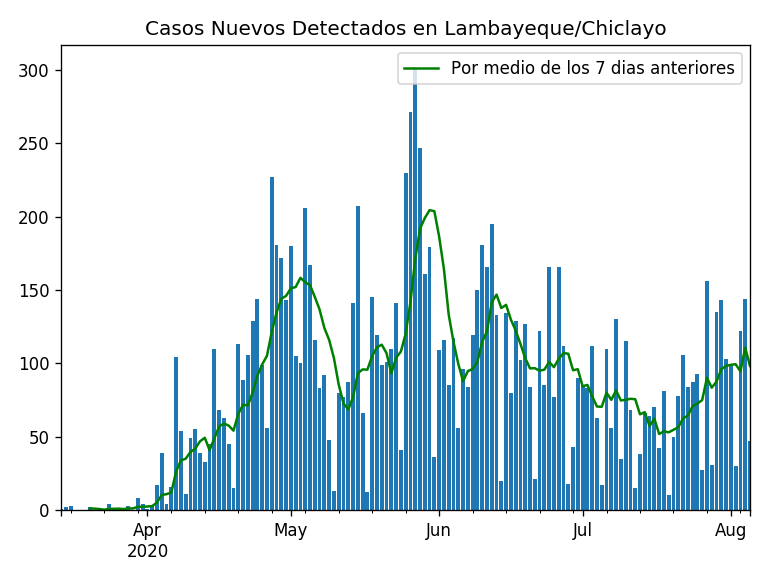 Casos Nuevos Detectados en Lambayeque/Chiclayo
Por medio de los 7 dias anteriores
300
250
200
150
100
50
0
Apr May Jun Jul Aug
2020